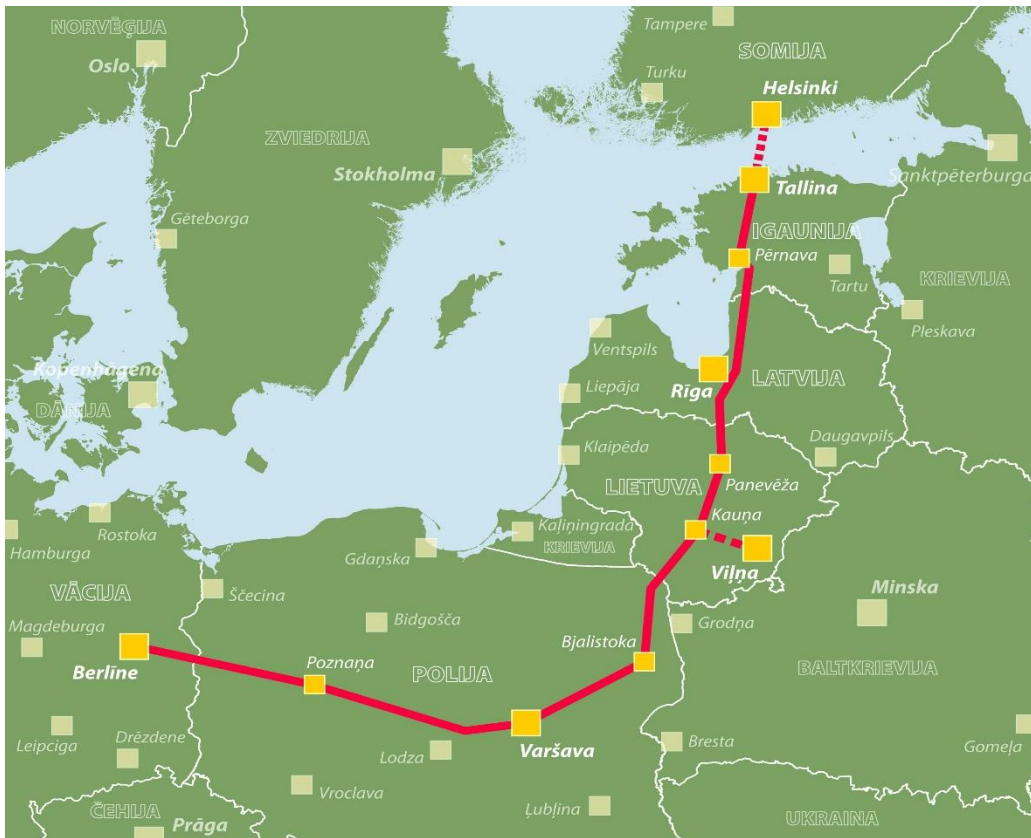 NORVĒĢIJA
Oslo
Tampere
SOMIJA
Turku
Helsinki
ZVIEDRIJA
Stokholma
Sanktpēterburga
Tallina
Gēteborga
IGAUNIJA
Pērnava
Tartu
KRIEVIJA
Pleskava
Ventspils
Kopenhāgena
Rīga
LATVIJA
Liepāja
DĀNIJA
Klaipēda
Daugavpils
LIETUVA
Panevēža
Rostoka
Kauņa
Kaļiņingrada
Hamburga
Gdaņska
KRIEVIJA
Viļņa
VĀCIJA
Ščecina
Minska
Magdeburga
Bidgošča
Grodņa
Bjalistoka
Berlīne
Poznaņa
POLIJA
BALTKRIEVIJA
Leipciga
Drēzdene
Lodza
Varšava
Bresta
Gomeļa
Vroclava
Ļubļina
ČEHIJA
UKRAINA
Prāga